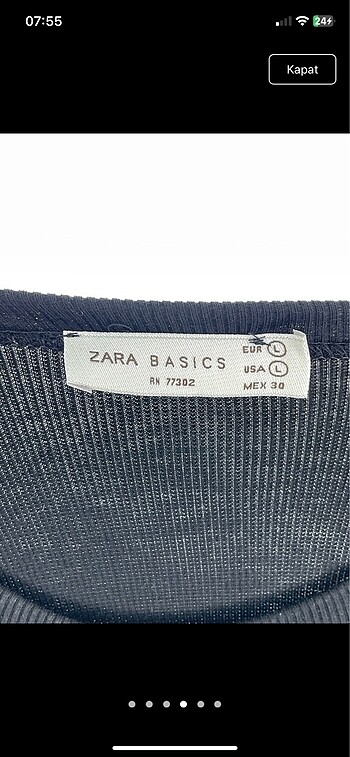 07:55
24
Kapat
ZARA BASICS
RN 77302
EUR L
USA L
MEX 30